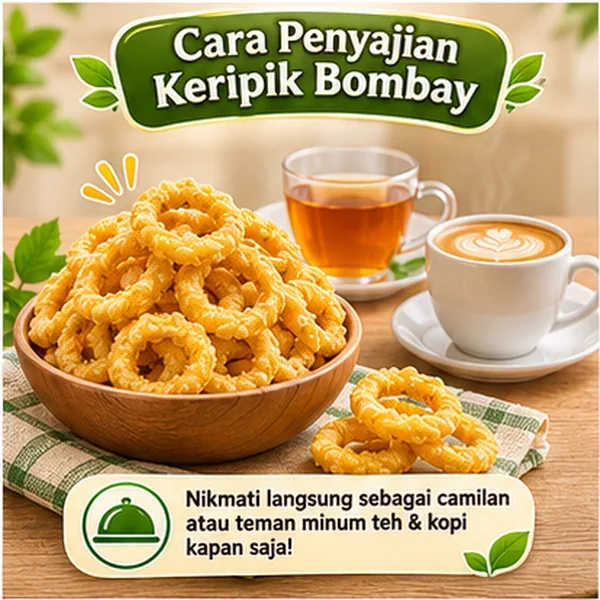 Cara Penyajian
Keripik Bombay
Nikmati langsung sebagai camilan
atau teman minum teh & kopi
kapan saja!